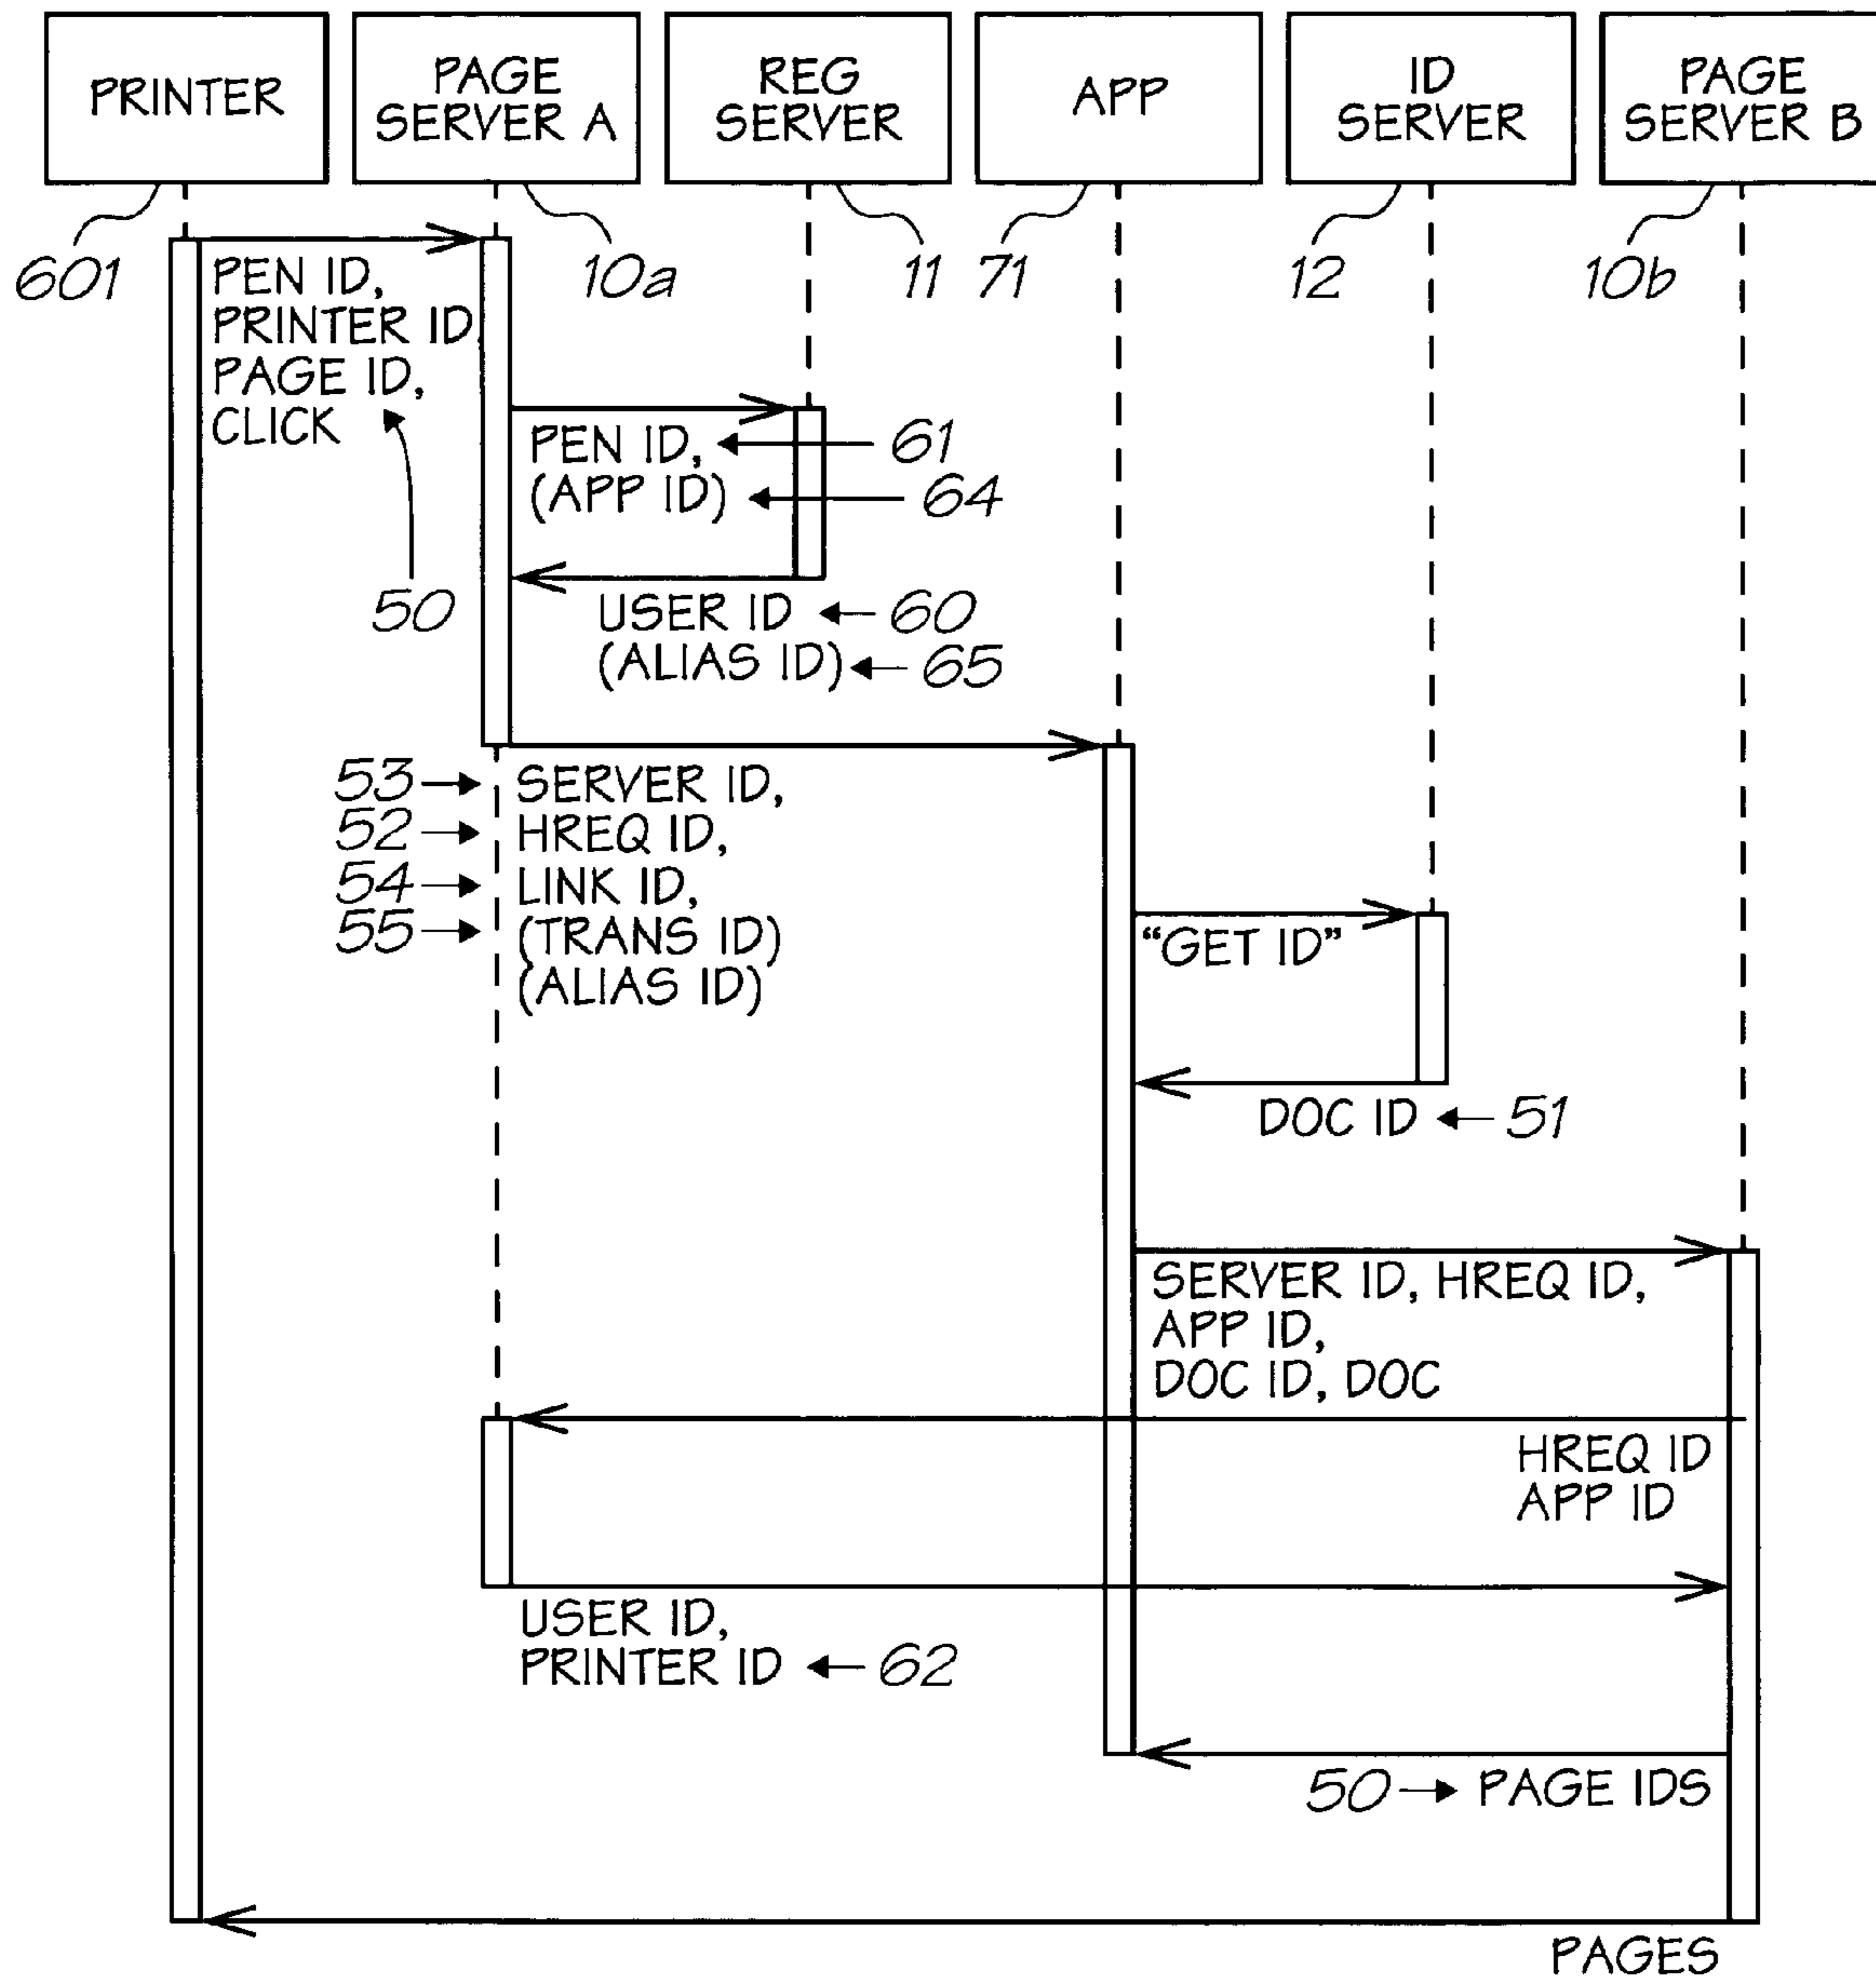 PRINTER
PAGE
SERVER A
REG
SERVER
APP
ID
SERVER
PAGE
SERVER B
601
10a
11
71
12
10b
PEN ID,
PRINTER ID
PAGE ID,
CLICK
50
PEN ID, 61
(APP ID) 64
USER ID 60
(ALIAS ID) 65
53 SERVER ID,
52 HREQ ID,
54 LINK ID,
55 (TRANS ID)
(ALIAS ID)
“GET ID”
DOC ID 51
SERVER ID, HREQ ID,
APP ID,
DOC ID, DOC
HREQ ID
APP ID
USER ID,
PRINTER ID 62
50 PAGE IDS
PAGES